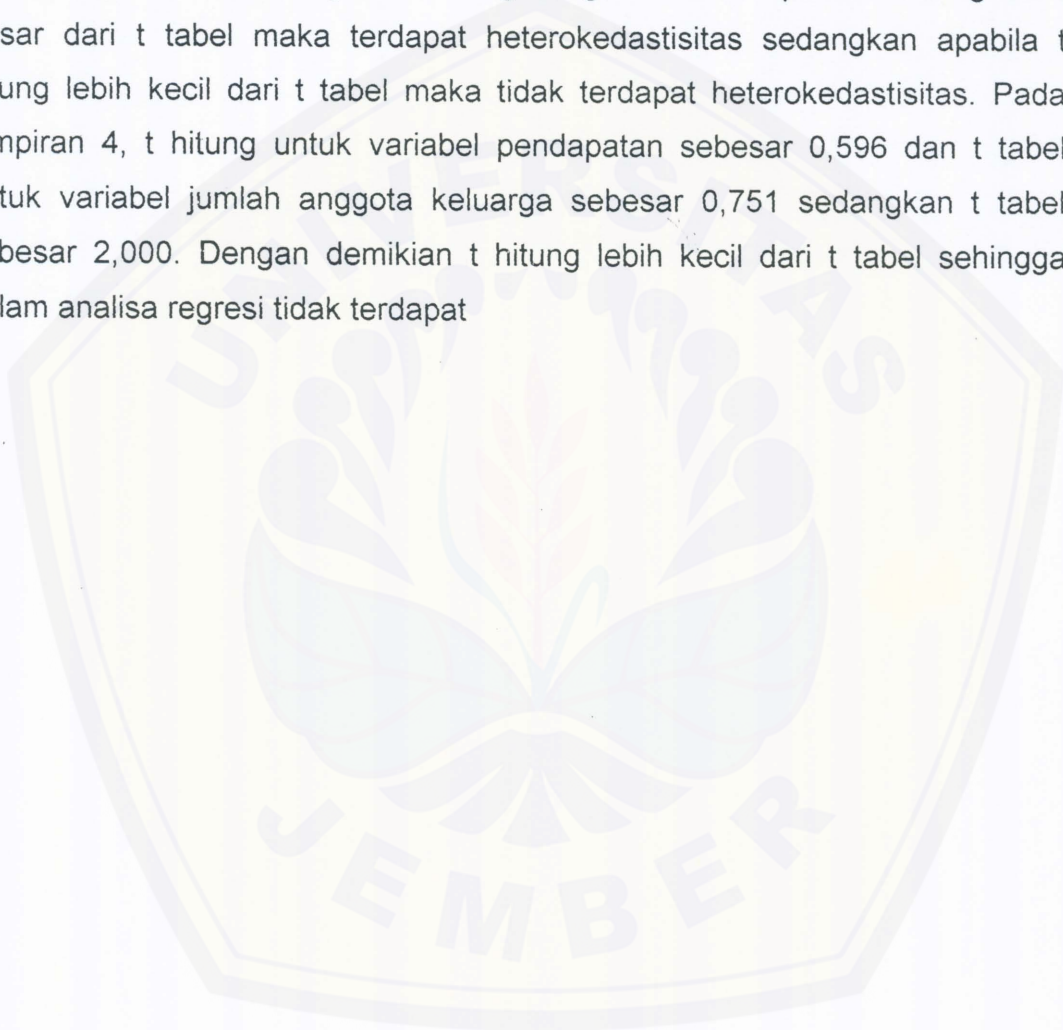 sar dari t tabel maka terdapat heterokedastisitas sedangkan apabila t
ung lebih kecil dari t tabel maka tidak terdapat heterokedastisitas. Pada
mpiran 4, t hitung untuk variabel pendapatan sebesar 0,596 dan t tabel
tuk variabel jumlah anggota keluarga sebesar 0,751 sedangkan t tabel
besar 2,000. Dengan demikian t hitung lebih kecil dari t tabel sehingga
lam analisa regresi tidak terdapat
UNIVERSITAS
JEMBER